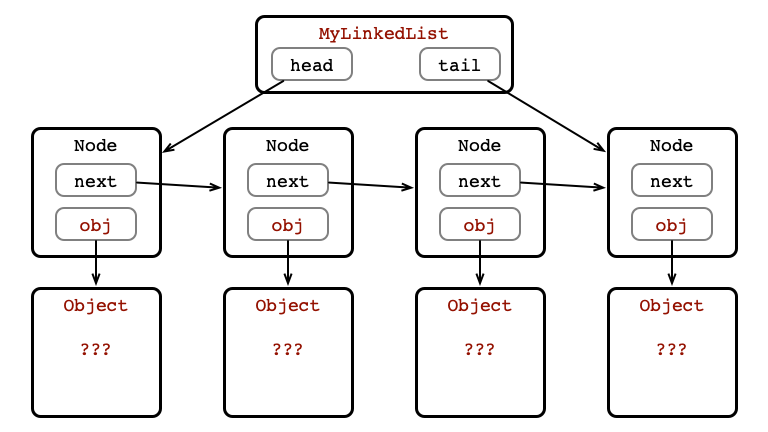 MyLinkedList
head tail
Node Node Node Node
next next next next
obj obj obj obj
Object Object Object Object
??? ??? ??? ???